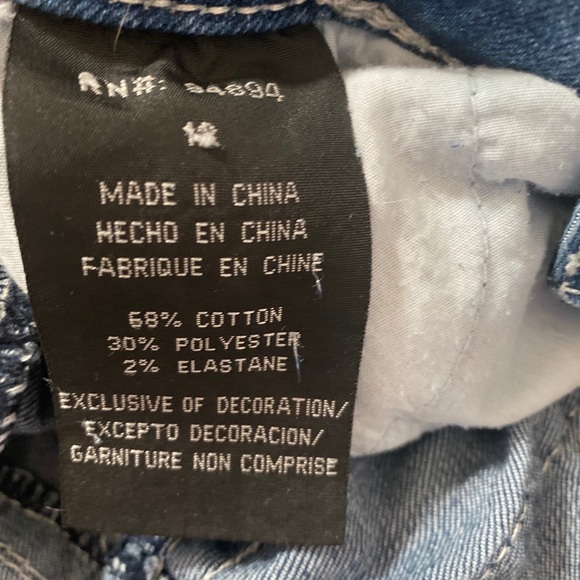 RN#: 94894
MADE IN CHINA
HECHO EN CHINA
FABRIQUE EN CHINE
68% COTTON
30% POLYESTER
2% ELASTANE
EXCLUSIVE OF DECORATION/
EXCEPTO DECORACION/
GARNITURE NON COMPRISE